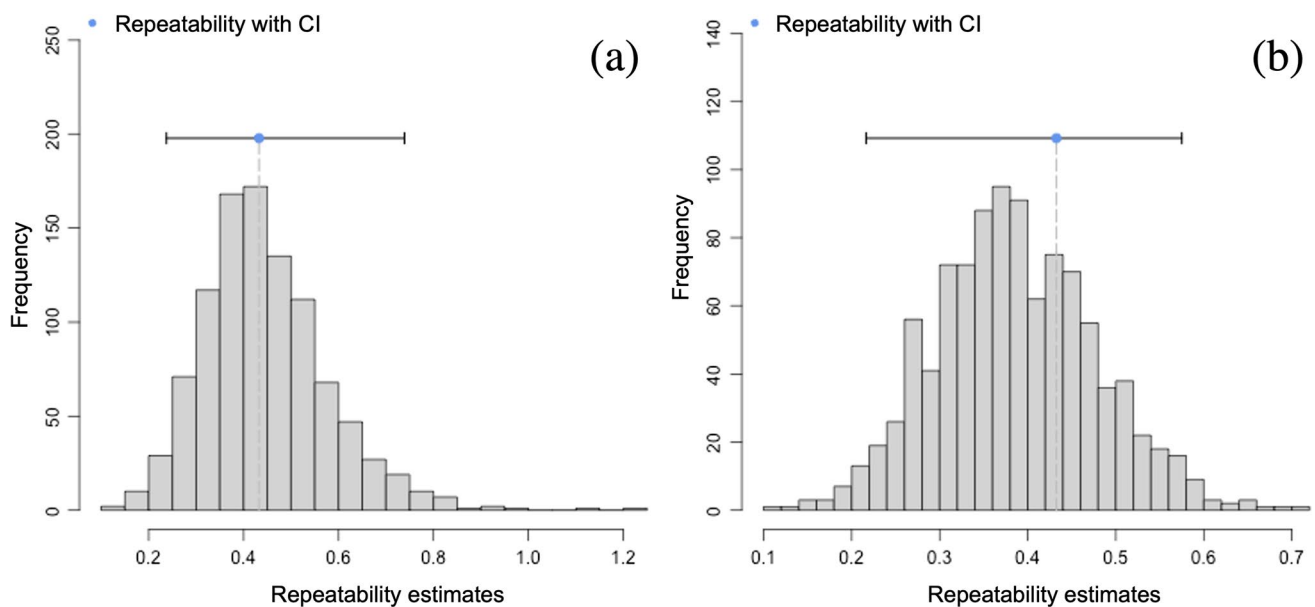 Repeatability with CI
(a)
250
200
150
100
50
0
Frequency
0.2 0.4 0.6 0.8 1.0 1.2
Repeatability estimates
Repeatability with CI
(b)
140
120
100
80
60
40
20
0
Frequency
0.1 0.2 0.3 0.4 0.5 0.6 0.7
Repeatability estimates